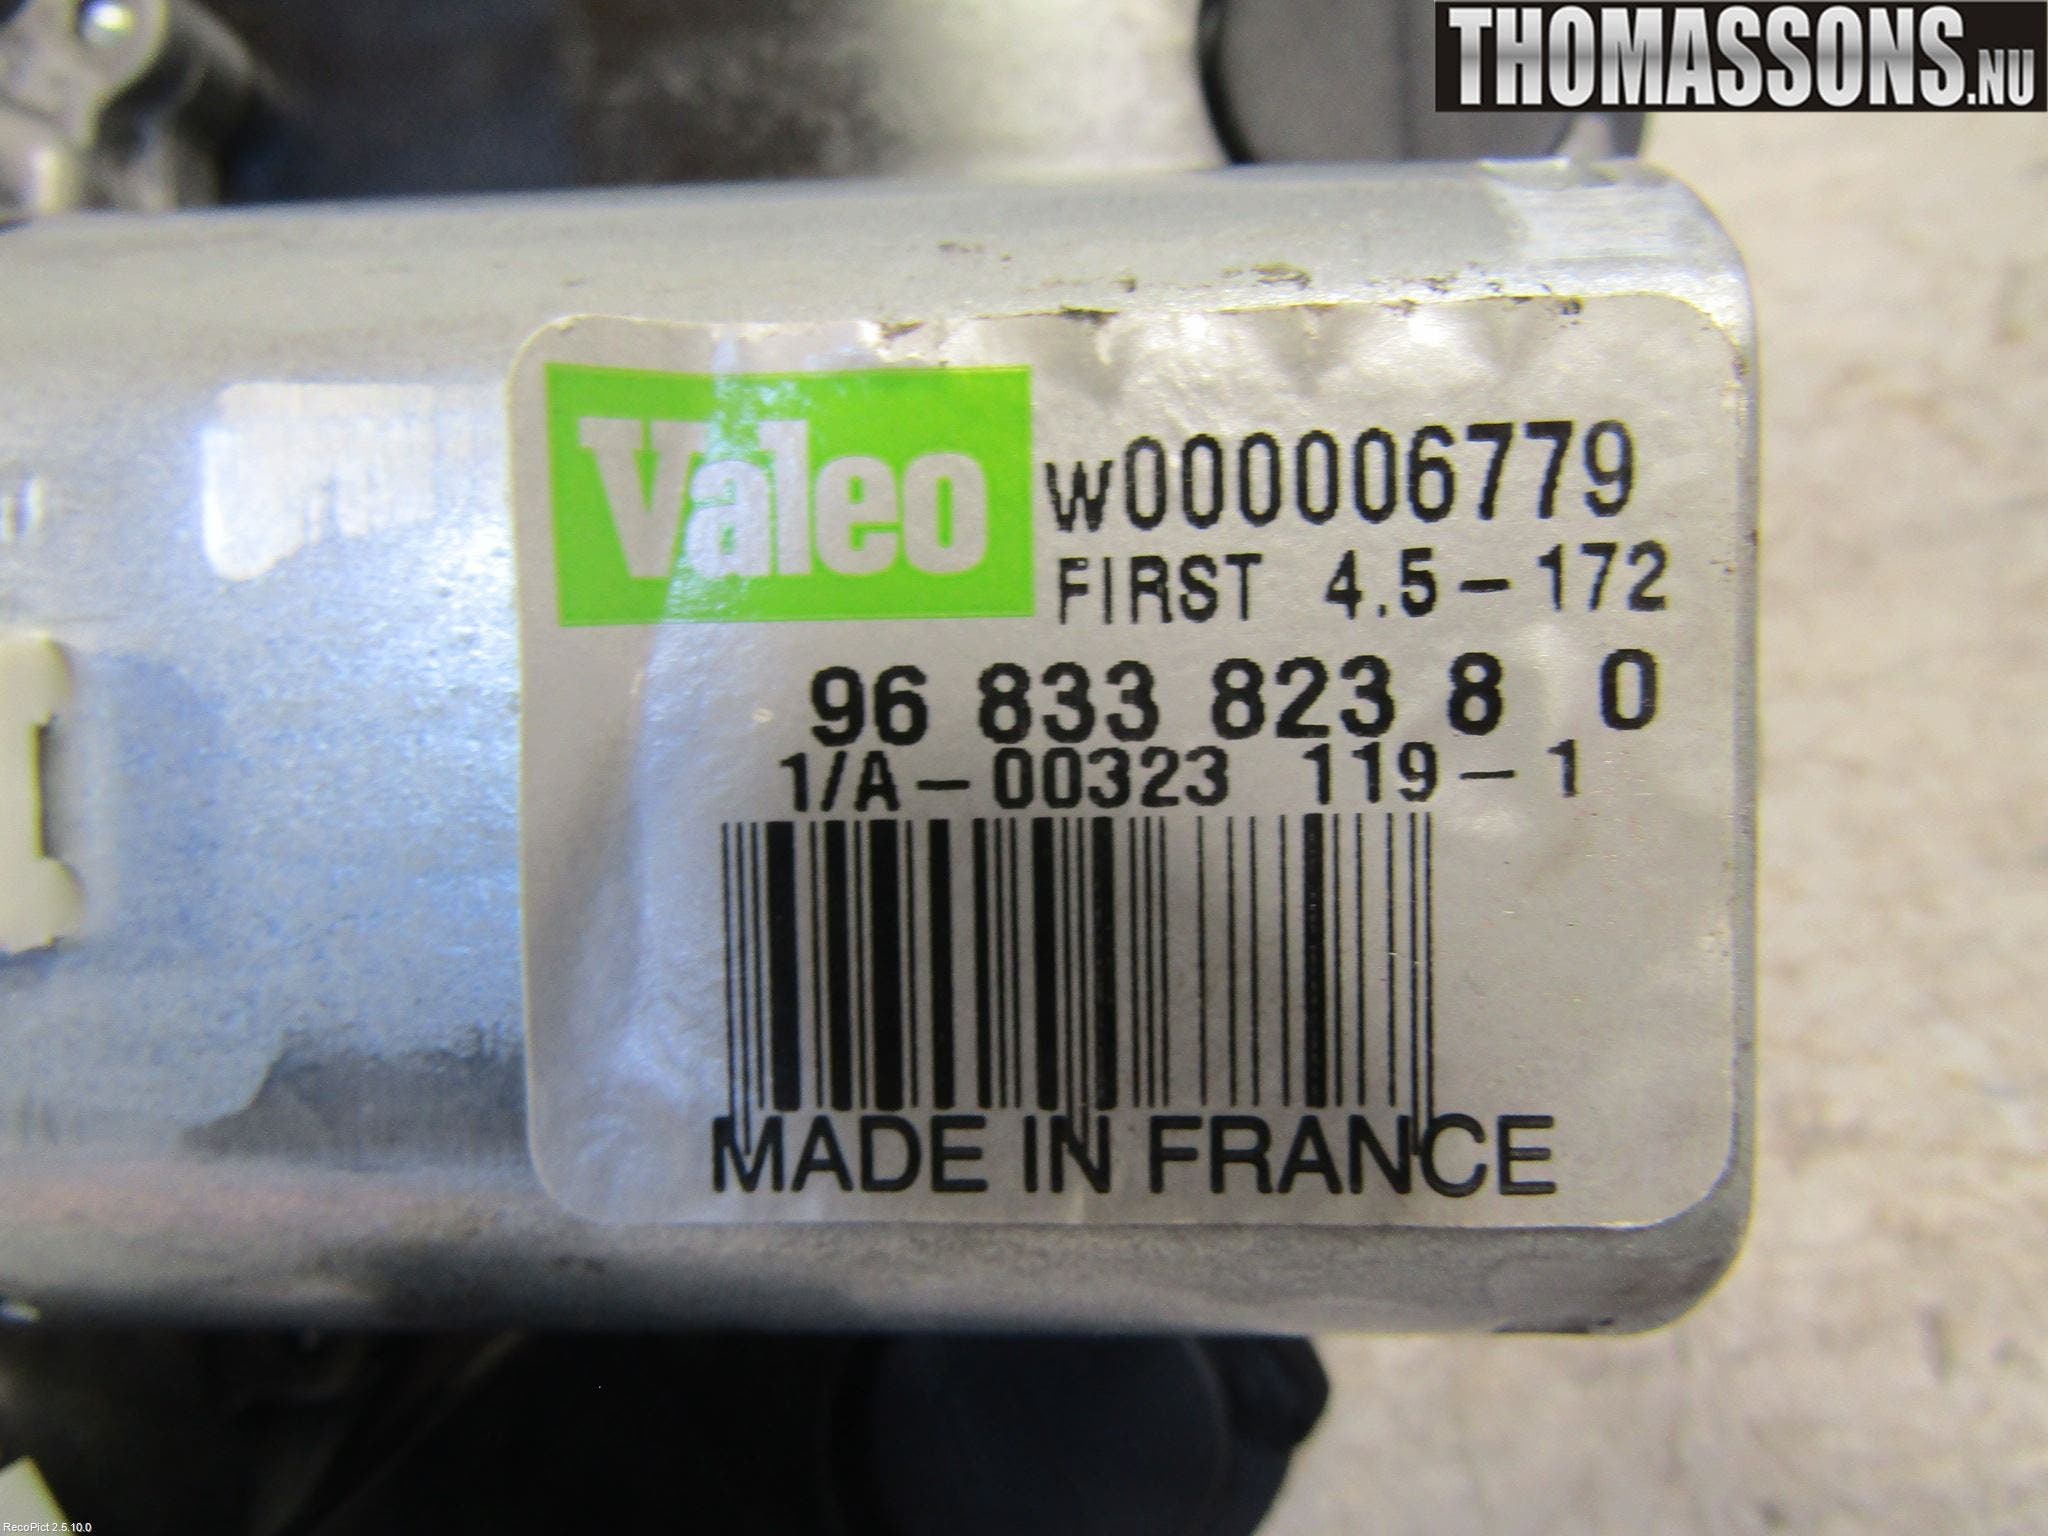 THOMASSONS.NU
Valeo
W000006779
FIRST 4.5-172
96 833 823 8 0
1/A-00323 119-1
MADE IN FRANCE
RecoPict 2.5.10.0